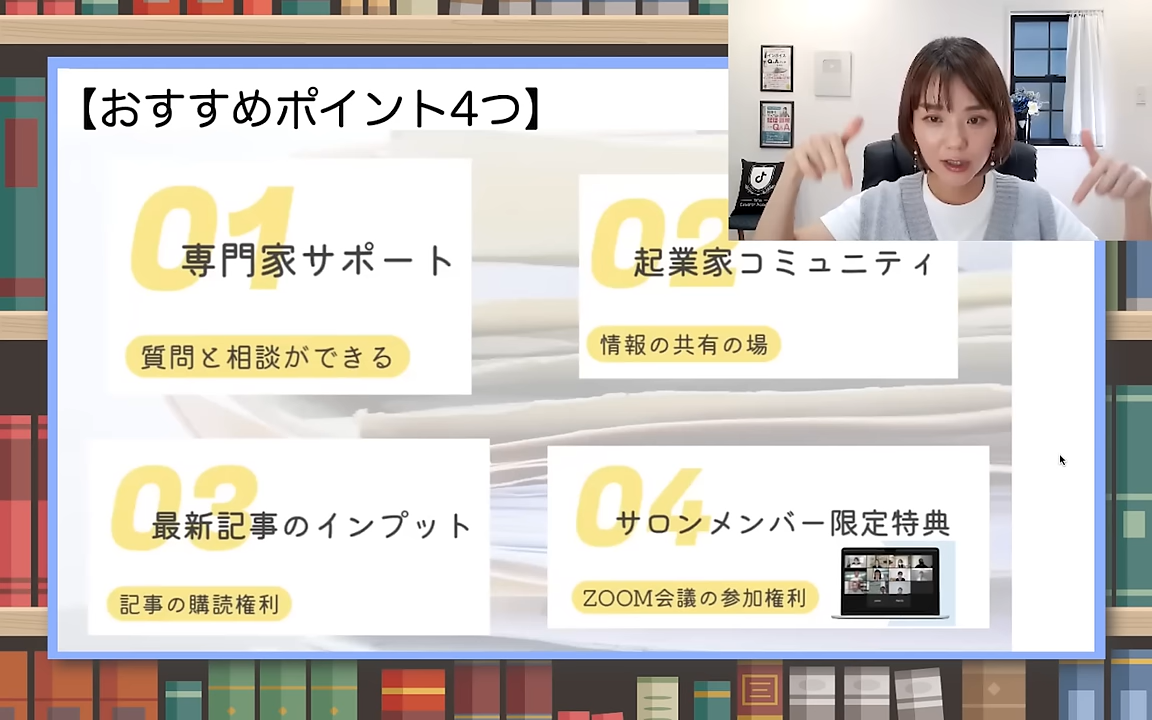 【おすすめポイント4つ】
01
専門家サポート
質問と相談ができる
02
起業家コミュニティ
情報の共有の場
03
最新記事のインプット
記事の購読権利
04
サロンメンバー限定特典
ZOOM会議の参加権利
Q&A
Q&A